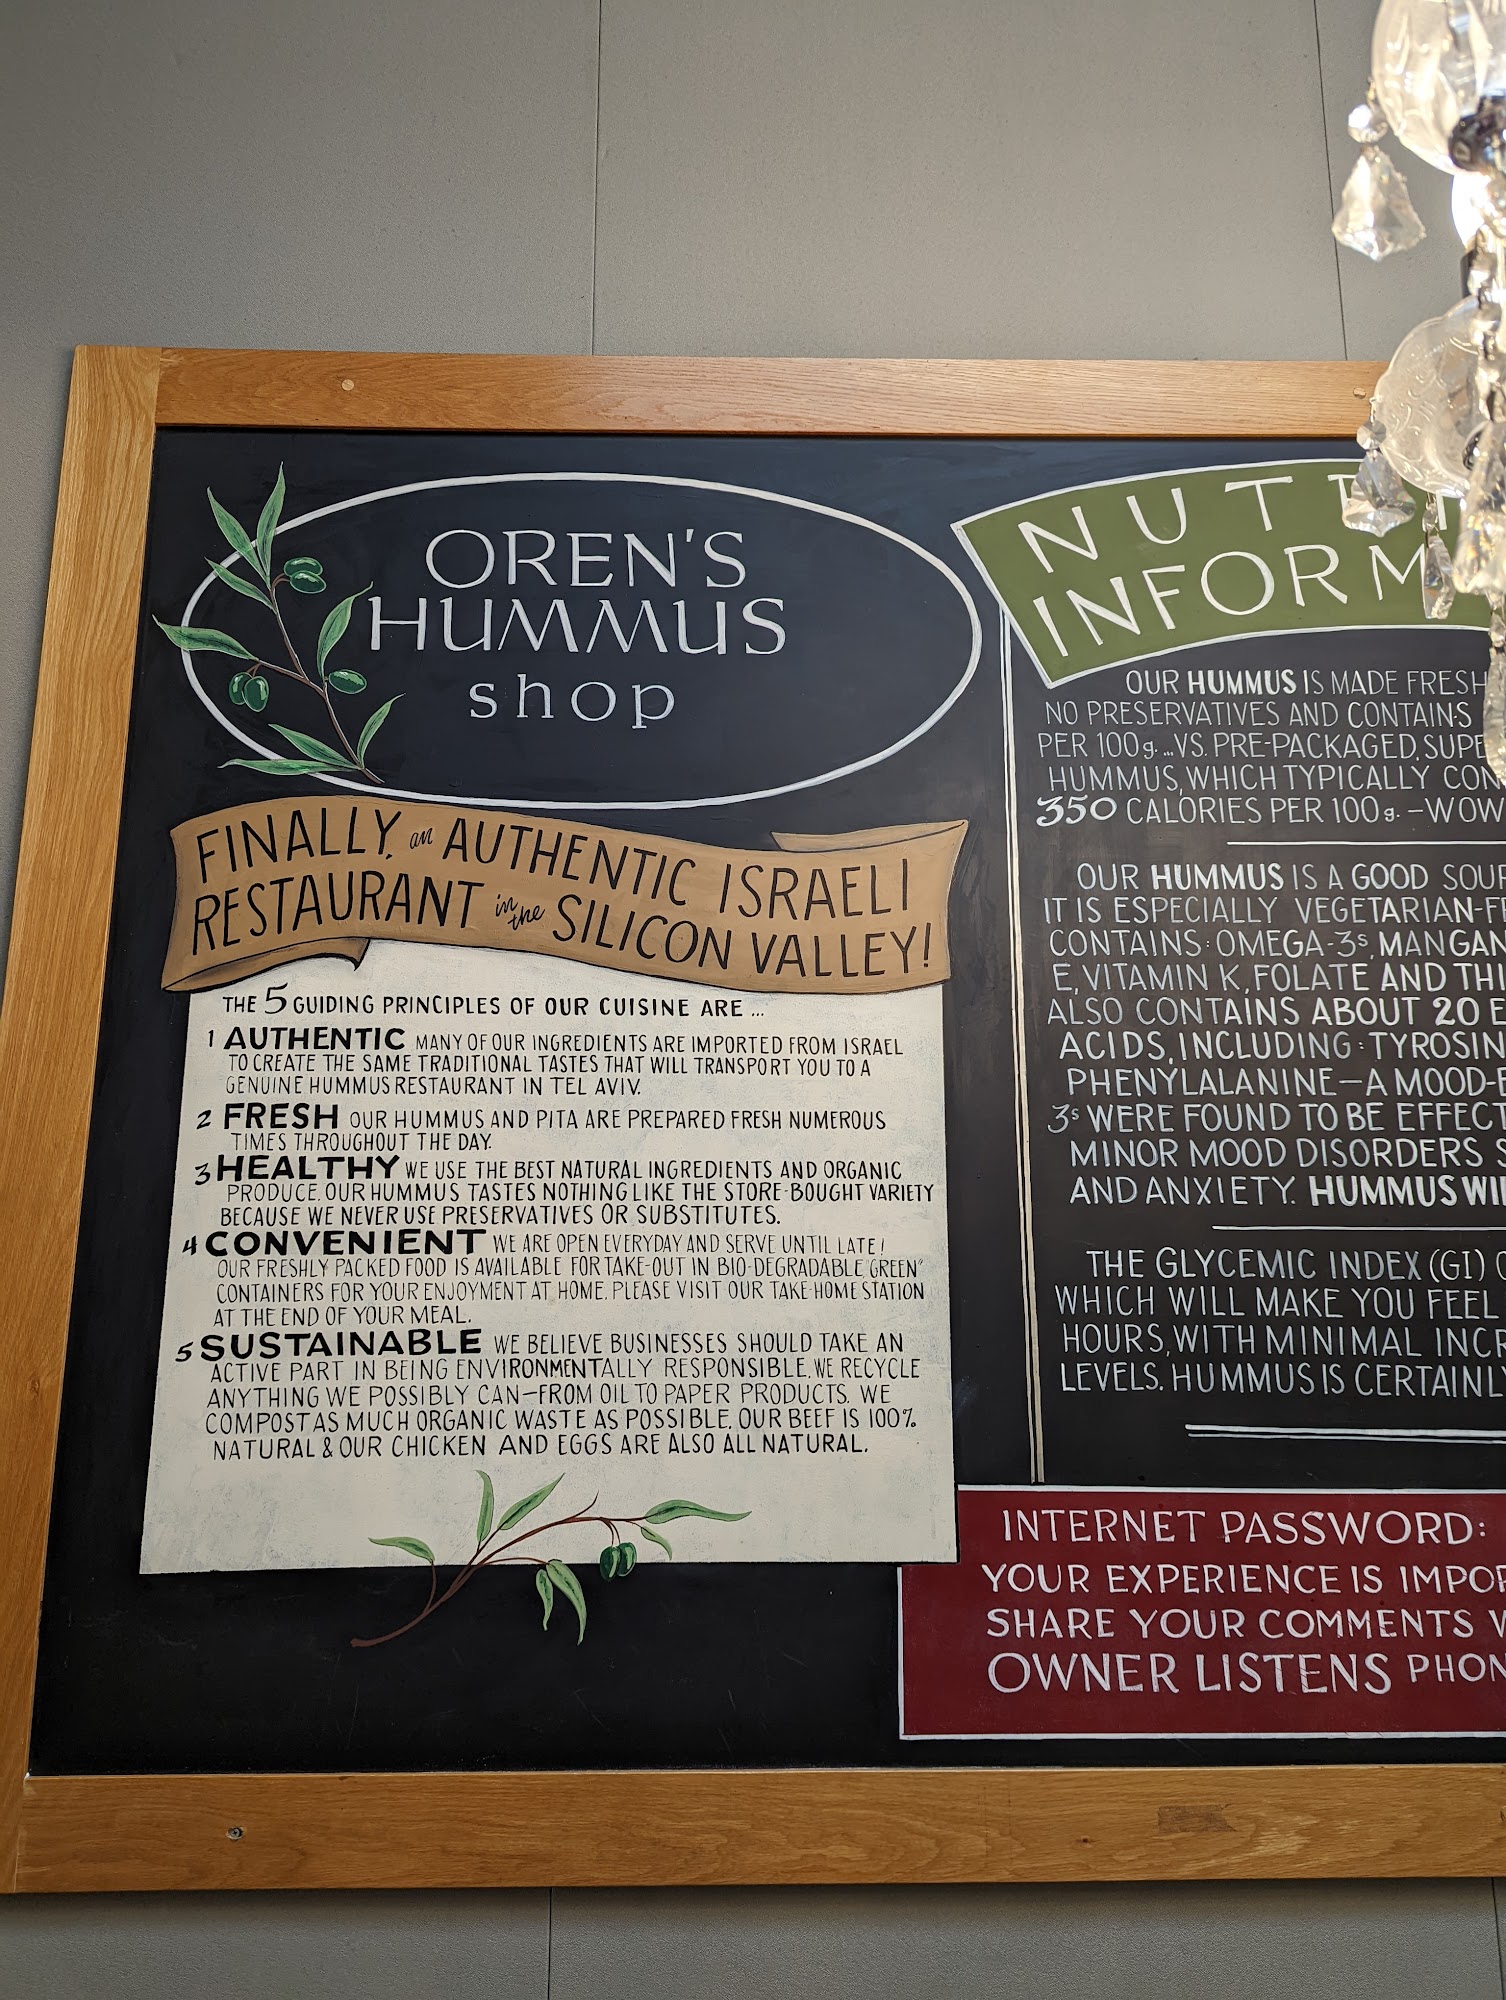 OREN'S
HUMMUS
shop
FINALLY, an AUTHENTIC ISRAELI
RESTAURANT in the SILICON VALLEY!
THE 5 GUIDING PRINCIPLES OF OUR CUISINE ARE ...
1 AUTHENTIC MANY OF OUR INGREDIENTS ARE IMPORTED FROM ISRAEL
TO CREATE THE SAME TRADITIONAL TASTES THAT WILL TRANSPORT YOU TO A
GENUINE HUMMUS RESTAURANT IN TEL AVIV.
2 FRESH OUR HUMMUS AND PITA ARE PREPARED FRESH NUMEROUS
TIMES THROUGHOUT THE DAY.
3 HEALTHY WE USE THE BEST NATURAL INGREDIENTS AND ORGANIC
PRODUCE. OUR HUMMUS TASTES NOTHING LIKE THE STORE-BOUGHT VARIETY
BECAUSE WE NEVER USE PRESERVATIVES OR SUBSTITUTES.
4 CONVENIENT WE ARE OPEN EVERYDAY AND SERVE UNTIL LATE!
OUR FRESHLY PACKED FOOD IS AVAILABLE FOR TAKE-OUT IN BIO-DEGRADABLE "GREEN"
CONTAINERS FOR YOUR ENJOYMENT AT HOME. PLEASE VISIT OUR TAKE-HOME STATION
AT THE END OF YOUR MEAL.
5 SUSTAINABLE WE BELIEVE BUSINESSES SHOULD TAKE AN
ACTIVE PART IN BEING ENVIRONMENTALLY RESPONSIBLE. WE RECYCLE
ANYTHING WE POSSIBLY CAN—FROM OIL TO PAPER PRODUCTS. WE
COMPOST AS MUCH ORGANIC WASTE AS POSSIBLE. OUR BEEF IS 100%
NATURAL & OUR CHICKEN AND EGGS ARE ALSO ALL NATURAL.
OUR HUMMUS IS MADE FRESH
NO PRESERVATIVES AND CONTAINS
PER 100g. ...VS. PRE-PACKAGED,
HUMMUS, WHICH TYPICALLY
350 CALORIES PER 100g. –WOW
OUR HUMMUS IS A GOOD
IT IS ESPECIALLY
CONTAINS: OMEGA-3s,
E, VITAMIN K, FOLATE AND
ALSO CONTAINS ABOUT 20
ACIDS, INCLUDING:
PHENYLALANINE—A
3s WERE FOUND TO BE
MINOR MOOD DISORDERS
AND ANXIETY. HUMMUS
THE GLYCEMIC INDEX (GI)
WHICH WILL MAKE YOU FEEL
HOURS, WITH MINIMAL
LEVELS. HUMMUS IS
INTERNET PASSWORD:
YOUR EXPERIENCE IS
SHARE YOUR COMMENTS
OWNER LISTENS